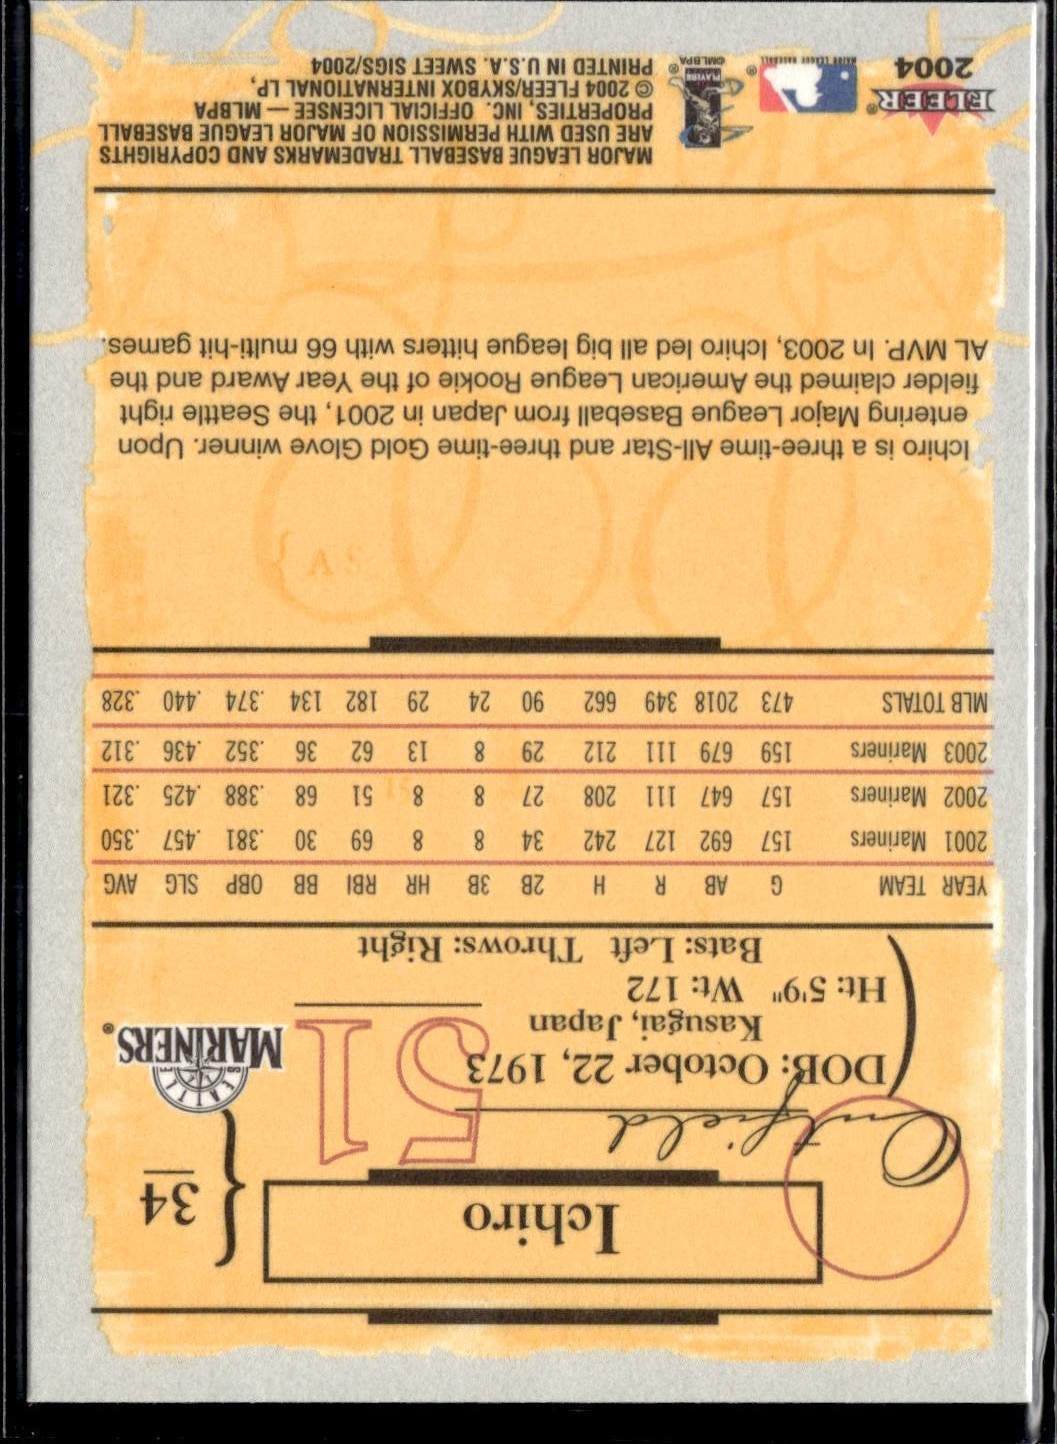 Ichiro
34
Outfield
51
DOB: October 22, 1973
Kasugai, Japan
Ht: 5'9" Wt: 172
Bats: Left Throws: Right
SEATTLE
MARINERS®
YEAR TEAM G AB R H 2B 3B HR RBI BB OBP SLG AVG
2001 Mariners 157 692 127 242 34 8 8 69 30 .381 .457 .350
2002 Mariners 157 647 111 208 27 8 8 51 68 .388 .425 .321
2003 Mariners 159 679 111 212 29 8 13 62 36 .352 .436 .312
MLB TOTALS 473 2018 349 662 90 24 29 182 134 .374 .440 .328
Ichiro is a three-time All-Star and three-time Gold Glove winner. Upon
entering Major League Baseball from Japan in 2001, the Seattle right
fielder claimed the American League Rookie of the Year Award and the
AL MVP. In 2003, Ichiro led all big league hitters with 66 multi-hit games.
FLEER®
2004
MAJOR LEAGUE BASEBALL
®
PLAYERS
©MLBPA
MAJOR LEAGUE BASEBALL TRADEMARKS AND COPYRIGHTS
ARE USED WITH PERMISSION OF MAJOR LEAGUE BASEBALL
PROPERTIES, INC. OFFICIAL LICENSEE — MLBPA
© 2004 FLEER/SKYBOX INTERNATIONAL LP,
PRINTED IN U.S.A. SWEET SIGS/2004